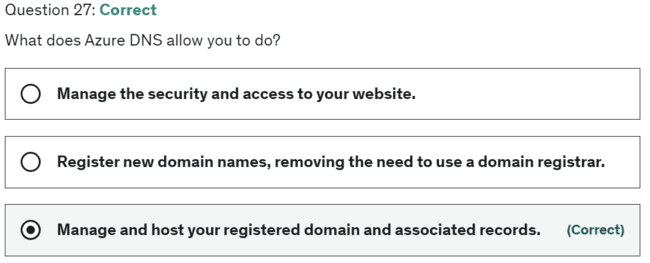 Question 27: Correct
What does Azure DNS allow you to do?
Manage the security and access to your website.
Register new domain names, removing the need to use a domain registrar.
Manage and host your registered domain and associated records. (Correct)